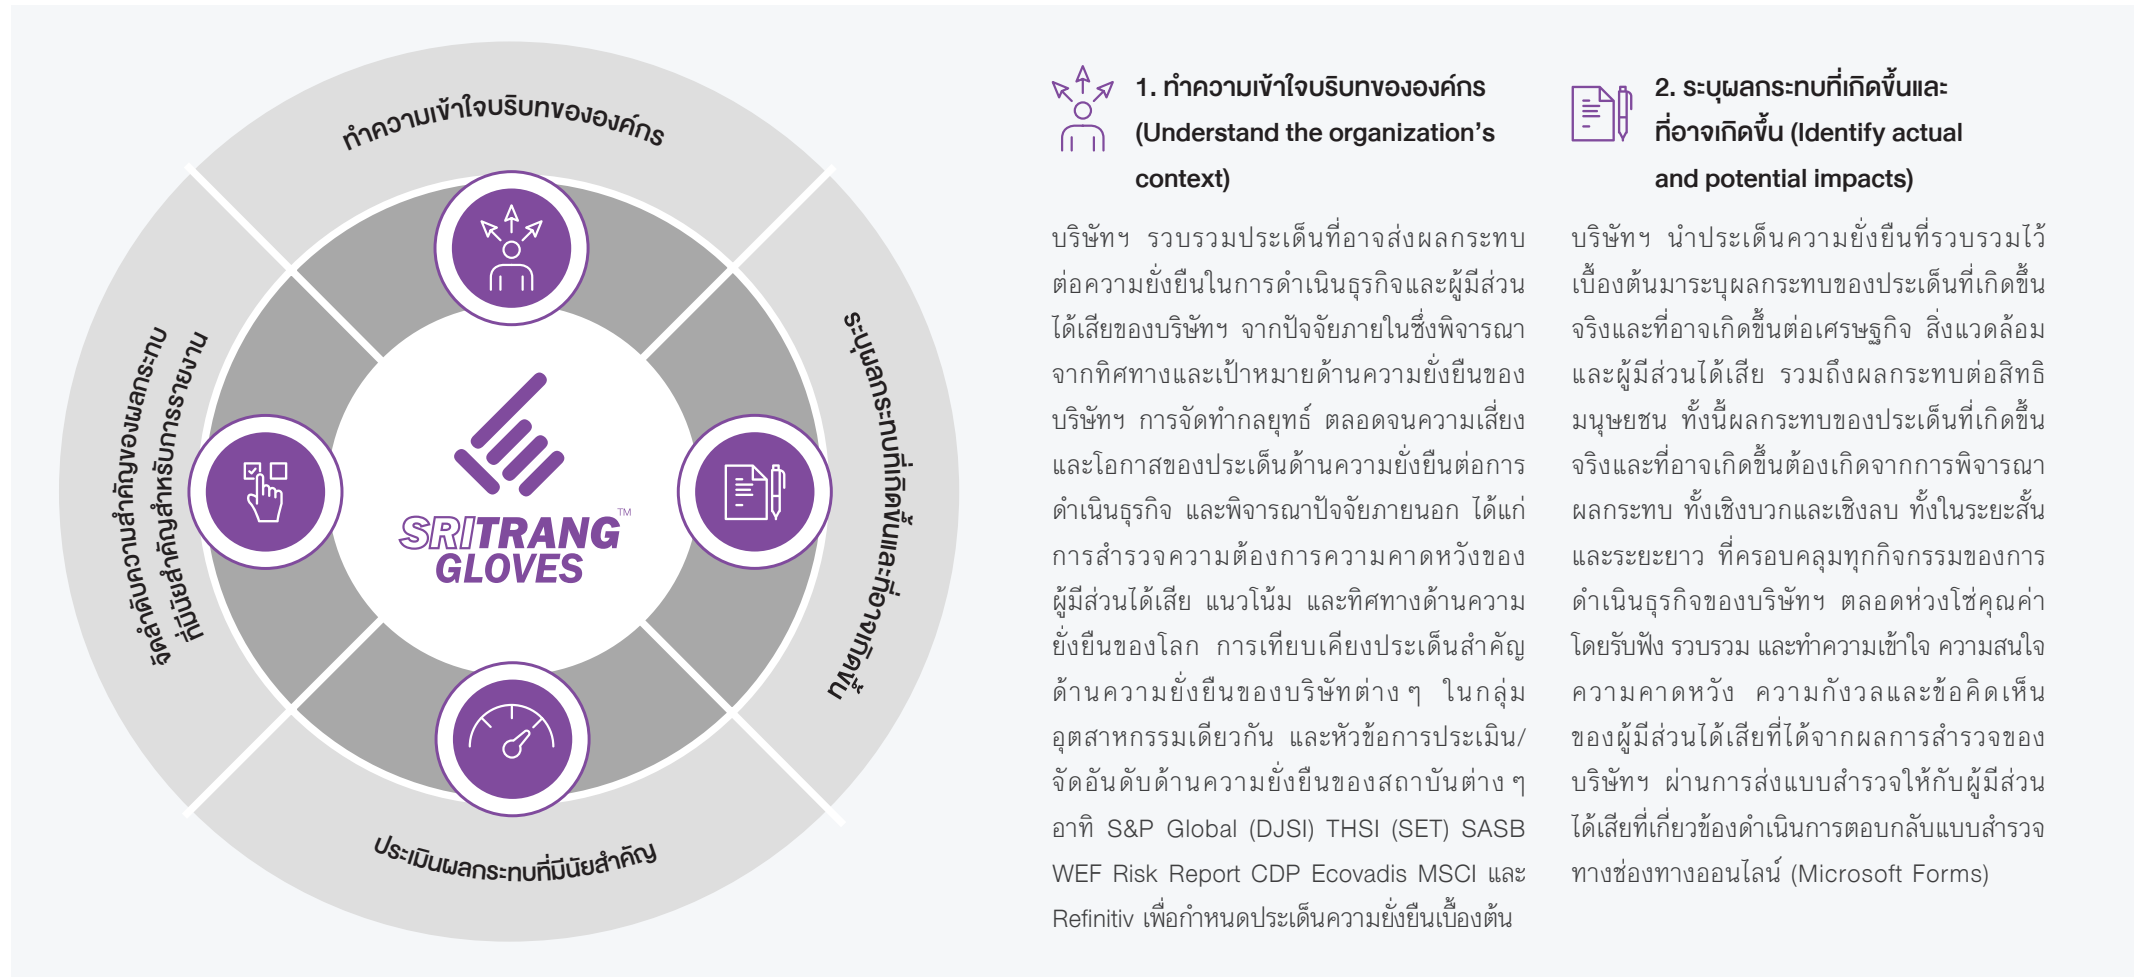 ทำความเข้าใจบริบทขององค์กร
ระบุผลกระทบที่เกิดขึ้นและที่อาจเกิดขึ้น
ประเมินผลกระทบที่มีนัยสำคัญ
จัดลำดับความสำคัญของผลกระทบ
ที่มีนัยสำคัญสำหรับการรายงาน
SRITRANG™
GLOVES
1. ทำความเข้าใจบริบทขององค์กร
(Understand the organization's
context)
บริษัทฯ รวบรวมประเด็นที่อาจส่งผลกระทบ
ต่อความยั่งยืนในการดำเนินธุรกิจและผู้มีส่วน
ได้เสียของบริษัทฯ จากปัจจัยภายในซึ่งพิจารณา
จากทิศทางและเป้าหมายด้านความยั่งยืนของ
บริษัทฯ การจัดทำกลยุทธ์ ตลอดจนความเสี่ยง
และโอกาสของประเด็นด้านความยั่งยืนต่อการ
ดำเนินธุรกิจ และพิจารณาปัจจัยภายนอก ได้แก่
การสำรวจความต้องการความคาดหวังของ
ผู้มีส่วนได้เสีย แนวโน้ม และทิศทางด้านความ
ยั่งยืนของโลก การเทียบเคียงประเด็นสำคัญ
ด้านความยั่งยืนของบริษัทต่าง ๆ ในกลุ่ม
อุตสาหกรรมเดียวกัน และหัวข้อการประเมิน/
จัดอันดับด้านความยั่งยืนของสถาบันต่าง ๆ
อาทิ S&P Global (DJSI) THSI (SET) SASB
WEF Risk Report CDP Ecovadis MSCI และ
Refinitiv เพื่อกำหนดประเด็นความยั่งยืนเบื้องต้น
2. ระบุผลกระทบที่เกิดขึ้นและ
ที่อาจเกิดขึ้น (Identify actual
and potential impacts)
บริษัทฯ นำประเด็นความยั่งยืนที่รวบรวมไว้
เบื้องต้นมาระบุผลกระทบของประเด็นที่เกิดขึ้น
จริงและที่อาจเกิดขึ้นต่อเศรษฐกิจ สิ่งแวดล้อม
และผู้มีส่วนได้เสีย รวมถึงผลกระทบต่อสิทธิ
มนุษยชน ทั้งนี้ผลกระทบของประเด็นที่เกิดขึ้น
จริงและที่อาจเกิดขึ้นต้องเกิดจากการพิจารณา
ผลกระทบ ทั้งเชิงบวกและเชิงลบ ทั้งในระยะสั้น
และระยะยาว ที่ครอบคลุมทุกกิจกรรมของการ
ดำเนินธุรกิจของบริษัทฯ ตลอดห่วงโซ่คุณค่า
โดยรับฟัง รวบรวม และทำความเข้าใจ ความสนใจ
ความคาดหวัง ความกังวลและข้อคิดเห็น
ของผู้มีส่วนได้เสียที่ได้จากผลการสำรวจของ
บริษัทฯ ผ่านการส่งแบบสำรวจให้กับผู้มีส่วน
ได้เสียที่เกี่ยวข้องดำเนินการตอบกลับแบบสำรวจ
ทางช่องทางออนไลน์ (Microsoft Forms)